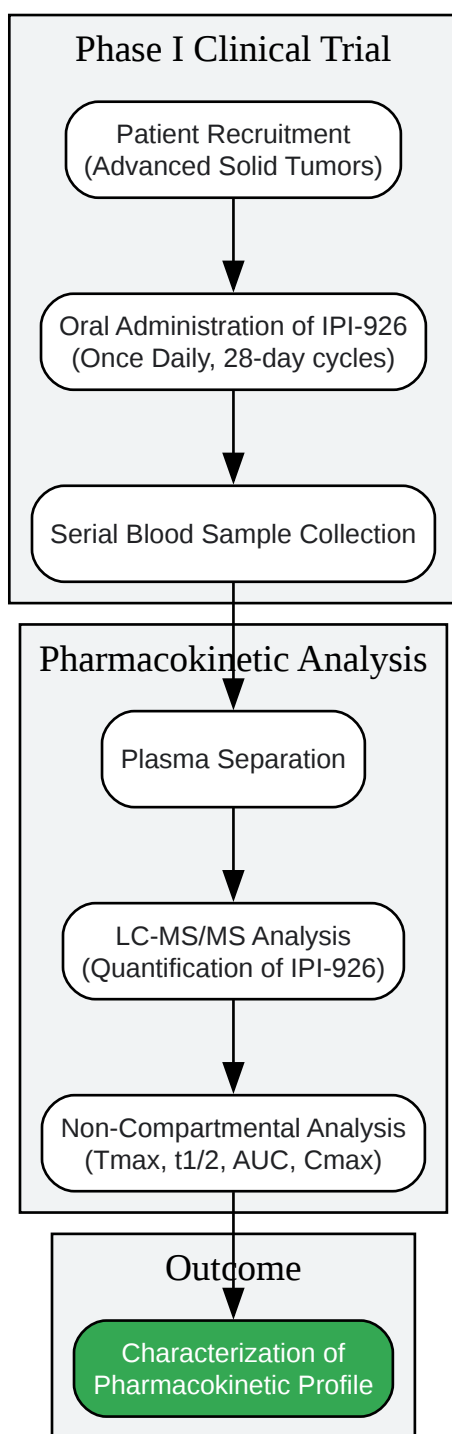 Phase I Clinical Trial
Patient Recruitment
(Advanced Solid Tumors)
Oral Administration of IPI-926
(Once Daily, 28-day cycles)
Serial Blood Sample Collection
Pharmacokinetic Analysis
Plasma Separation
LC-MS/MS Analysis
(Quantification of IPI-926)
Non-Compartmental Analysis
(Tmax, t1/2, AUC, Cmax)
Outcome
Characterization of
Pharmacokinetic Profile